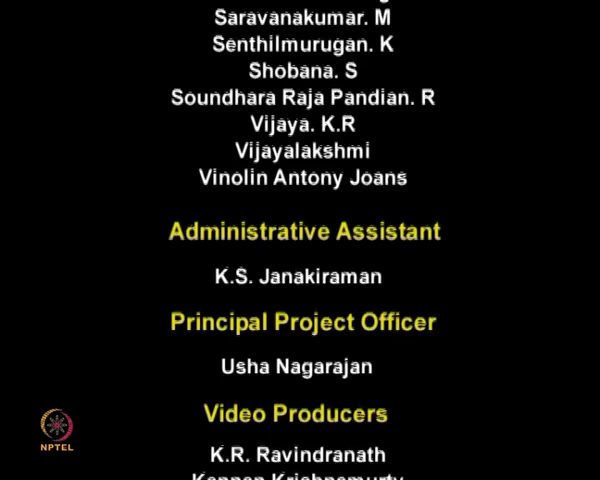 Saravanakumar. M
Senthilmurugan. K
Shobana. S
Soundhara Raja Pandian. R
Vijaya. K.R
Vijayalakshmi
Vinolin Antony Joans
Administrative Assistant
K.S. Janakiraman
Principal Project Officer
Usha Nagarajan
Video Producers
K.R. Ravindranath
Kannan Krishnamurty
NPTEL